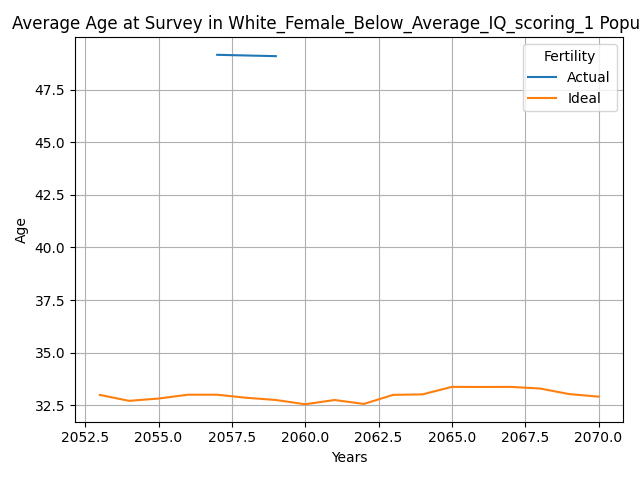 Average Age at Survey in White_Female_Below_Average_IQ_scoring_1 Popu
Fertility
Actual
Ideal
47.5
45.0
42.5
40.0
37.5
35.0
32.5
Age
2052.5 2055.0 2057.5 2060.0 2062.5 2065.0 2067.5 2070.0
Years